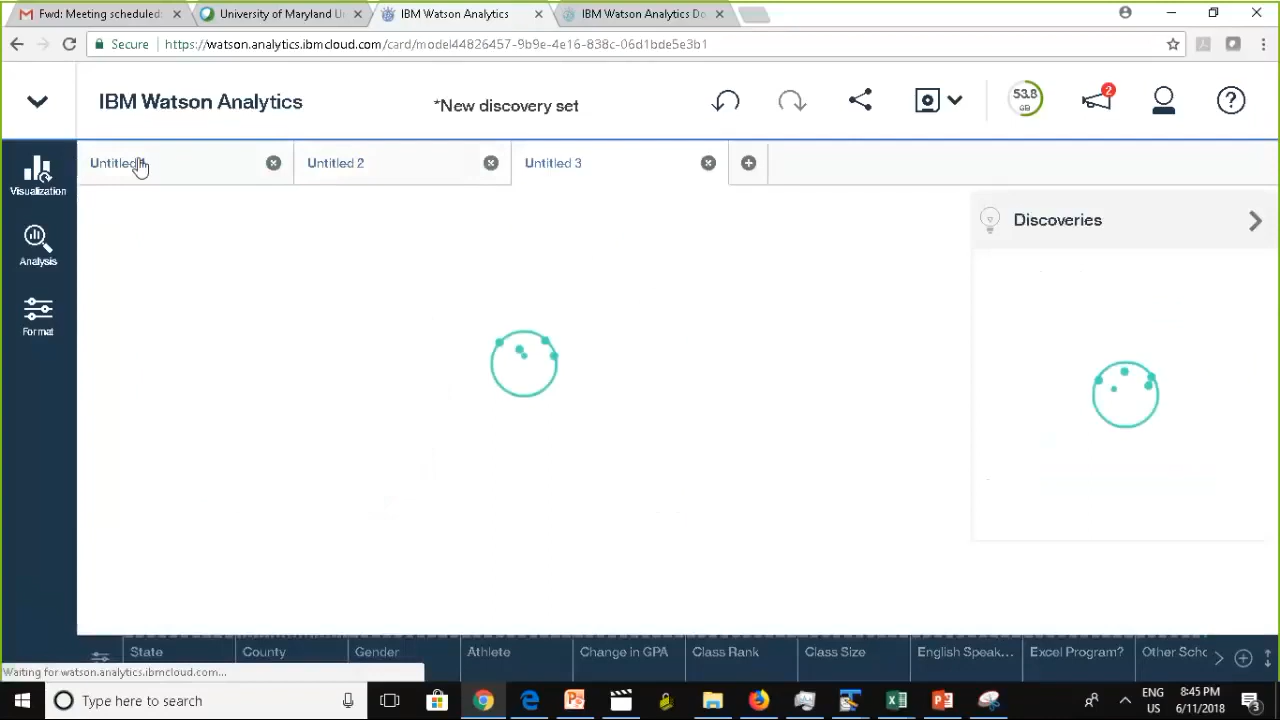 Fwd: Meeting scheduled:
University of Maryland U
IBM Watson Analytics
IBM Watson Analytics Do
Secure
https://watson.analytics.ibmcloud.com/card/model44826457-9b9e-4e16-838c-06d1bde5e3b1
IBM Watson Analytics
*New discovery set
53.8
GB
2
Untitled
Untitled 2
Untitled 3
Visualization
Analysis
Format
Discoveries
State
County
Gender
Athlete
Change in GPA
Class Rank
Class Size
English Speak...
Excel Program?
Other Scho
Waiting for watson.analytics.ibmcloud.com...
Type here to search
ENG
US
8:45 PM
6/11/2018
3